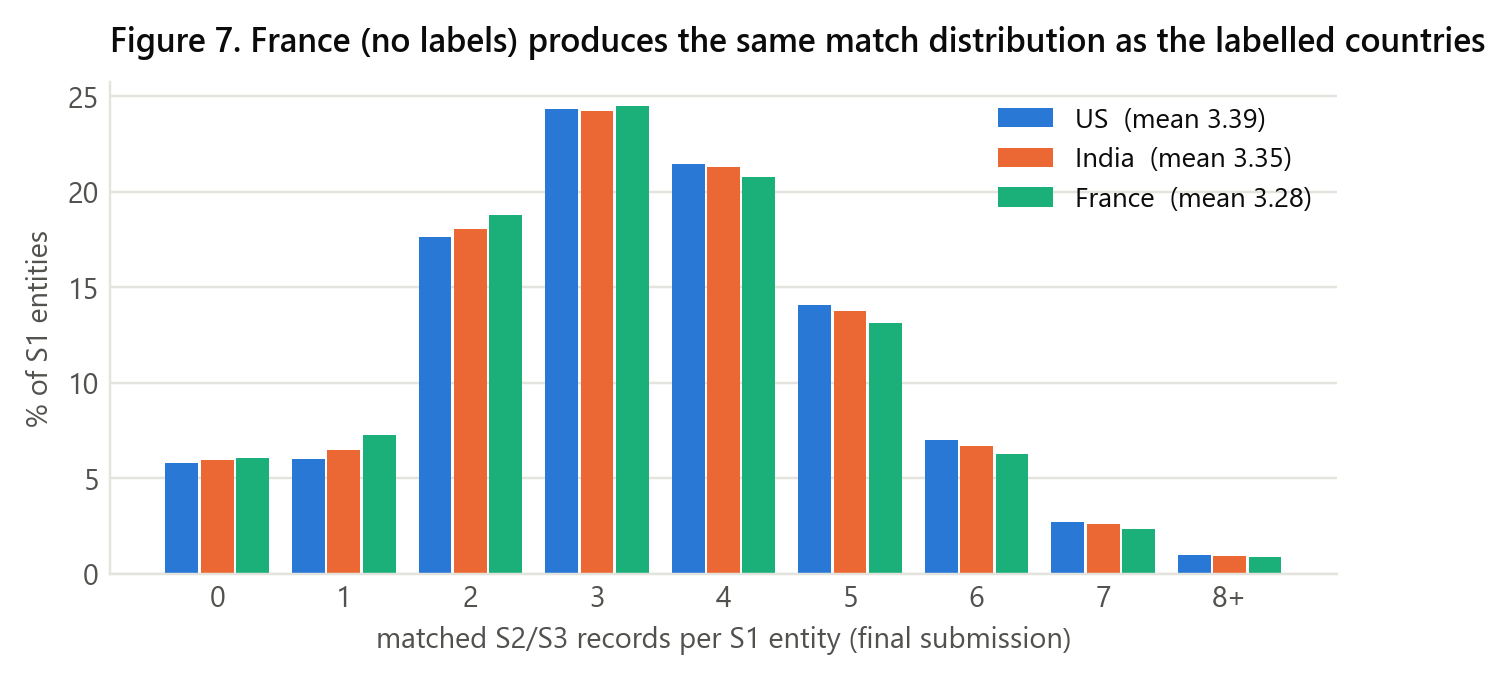 Figure 7. France (no labels) produces the same match distribution as the labelled countries
US (mean 3.39)
India (mean 3.35)
France (mean 3.28)
% of S1 entities
25
20
15
10
5
0
0 1 2 3 4 5 6 7 8+
matched S2/S3 records per S1 entity (final submission)